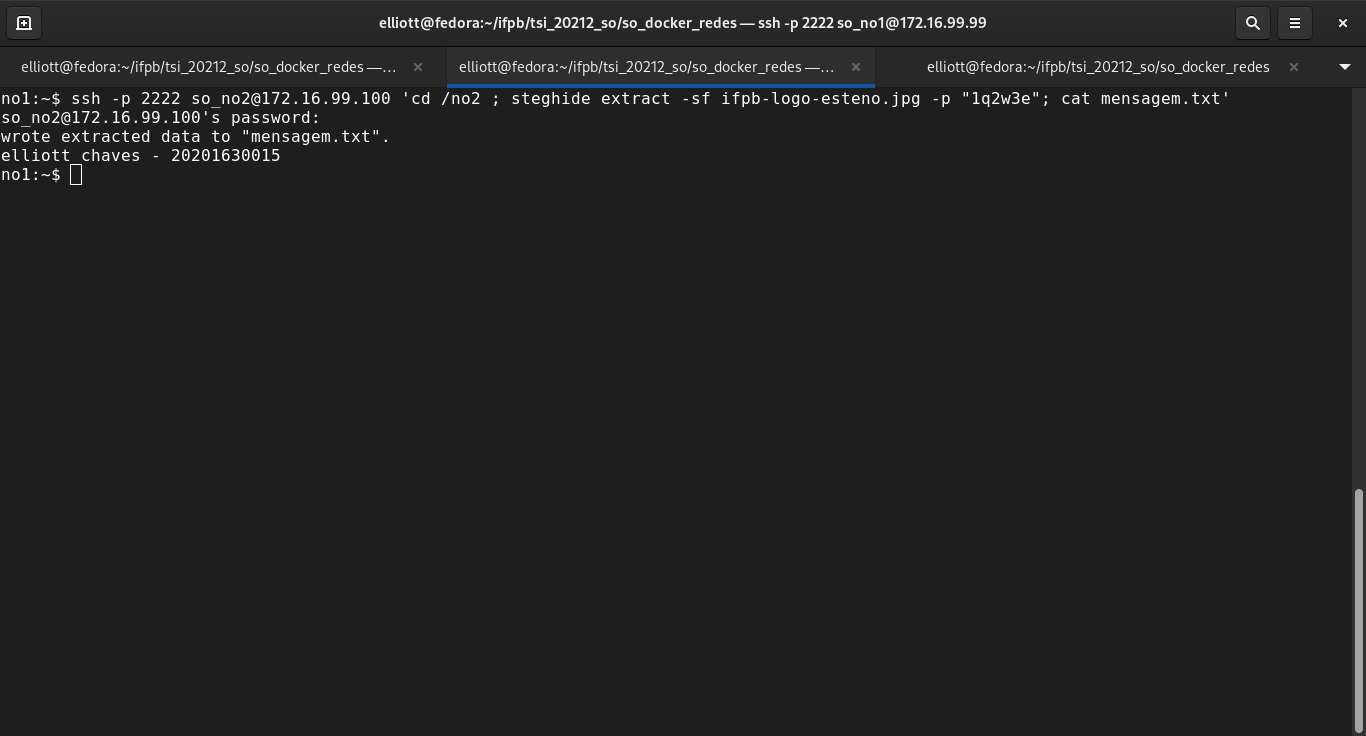 elliott@fedora:~/ifpb/tsi_20212_so/so_docker_redes — ssh -p 2222 so_no1@172.16.99.99
elliott@fedora:~/ifpb/tsi_20212_so/so_docker_redes —... elliott@fedora:~/ifpb/tsi_20212_so/so_docker_redes —... elliott@fedora:~/ifpb/tsi_20212_so/so_docker_redes
no1:~$ ssh -p 2222 so_no2@172.16.99.100 'cd /no2 ; steghide extract -sf ifpb-logo-esteno.jpg -p "1q2w3e"; cat mensagem.txt'
so_no2@172.16.99.100's password:
wrote extracted data to "mensagem.txt".
elliott chaves - 20201630015
no1:~$